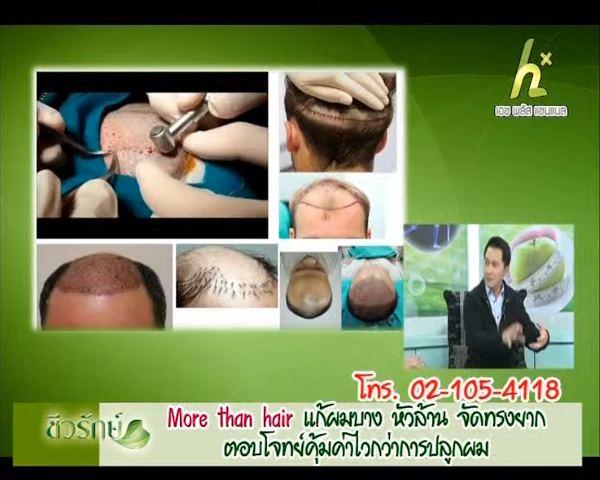 เอช พลัส แชนแนล
โทร. 02-105-4118
ชีวรักษ์
More than hair แก้ผมบาง หัวล้าน จัดทรงยาก
ตอบโจทย์คุ้มค่าไวกว่าการปลูกผม